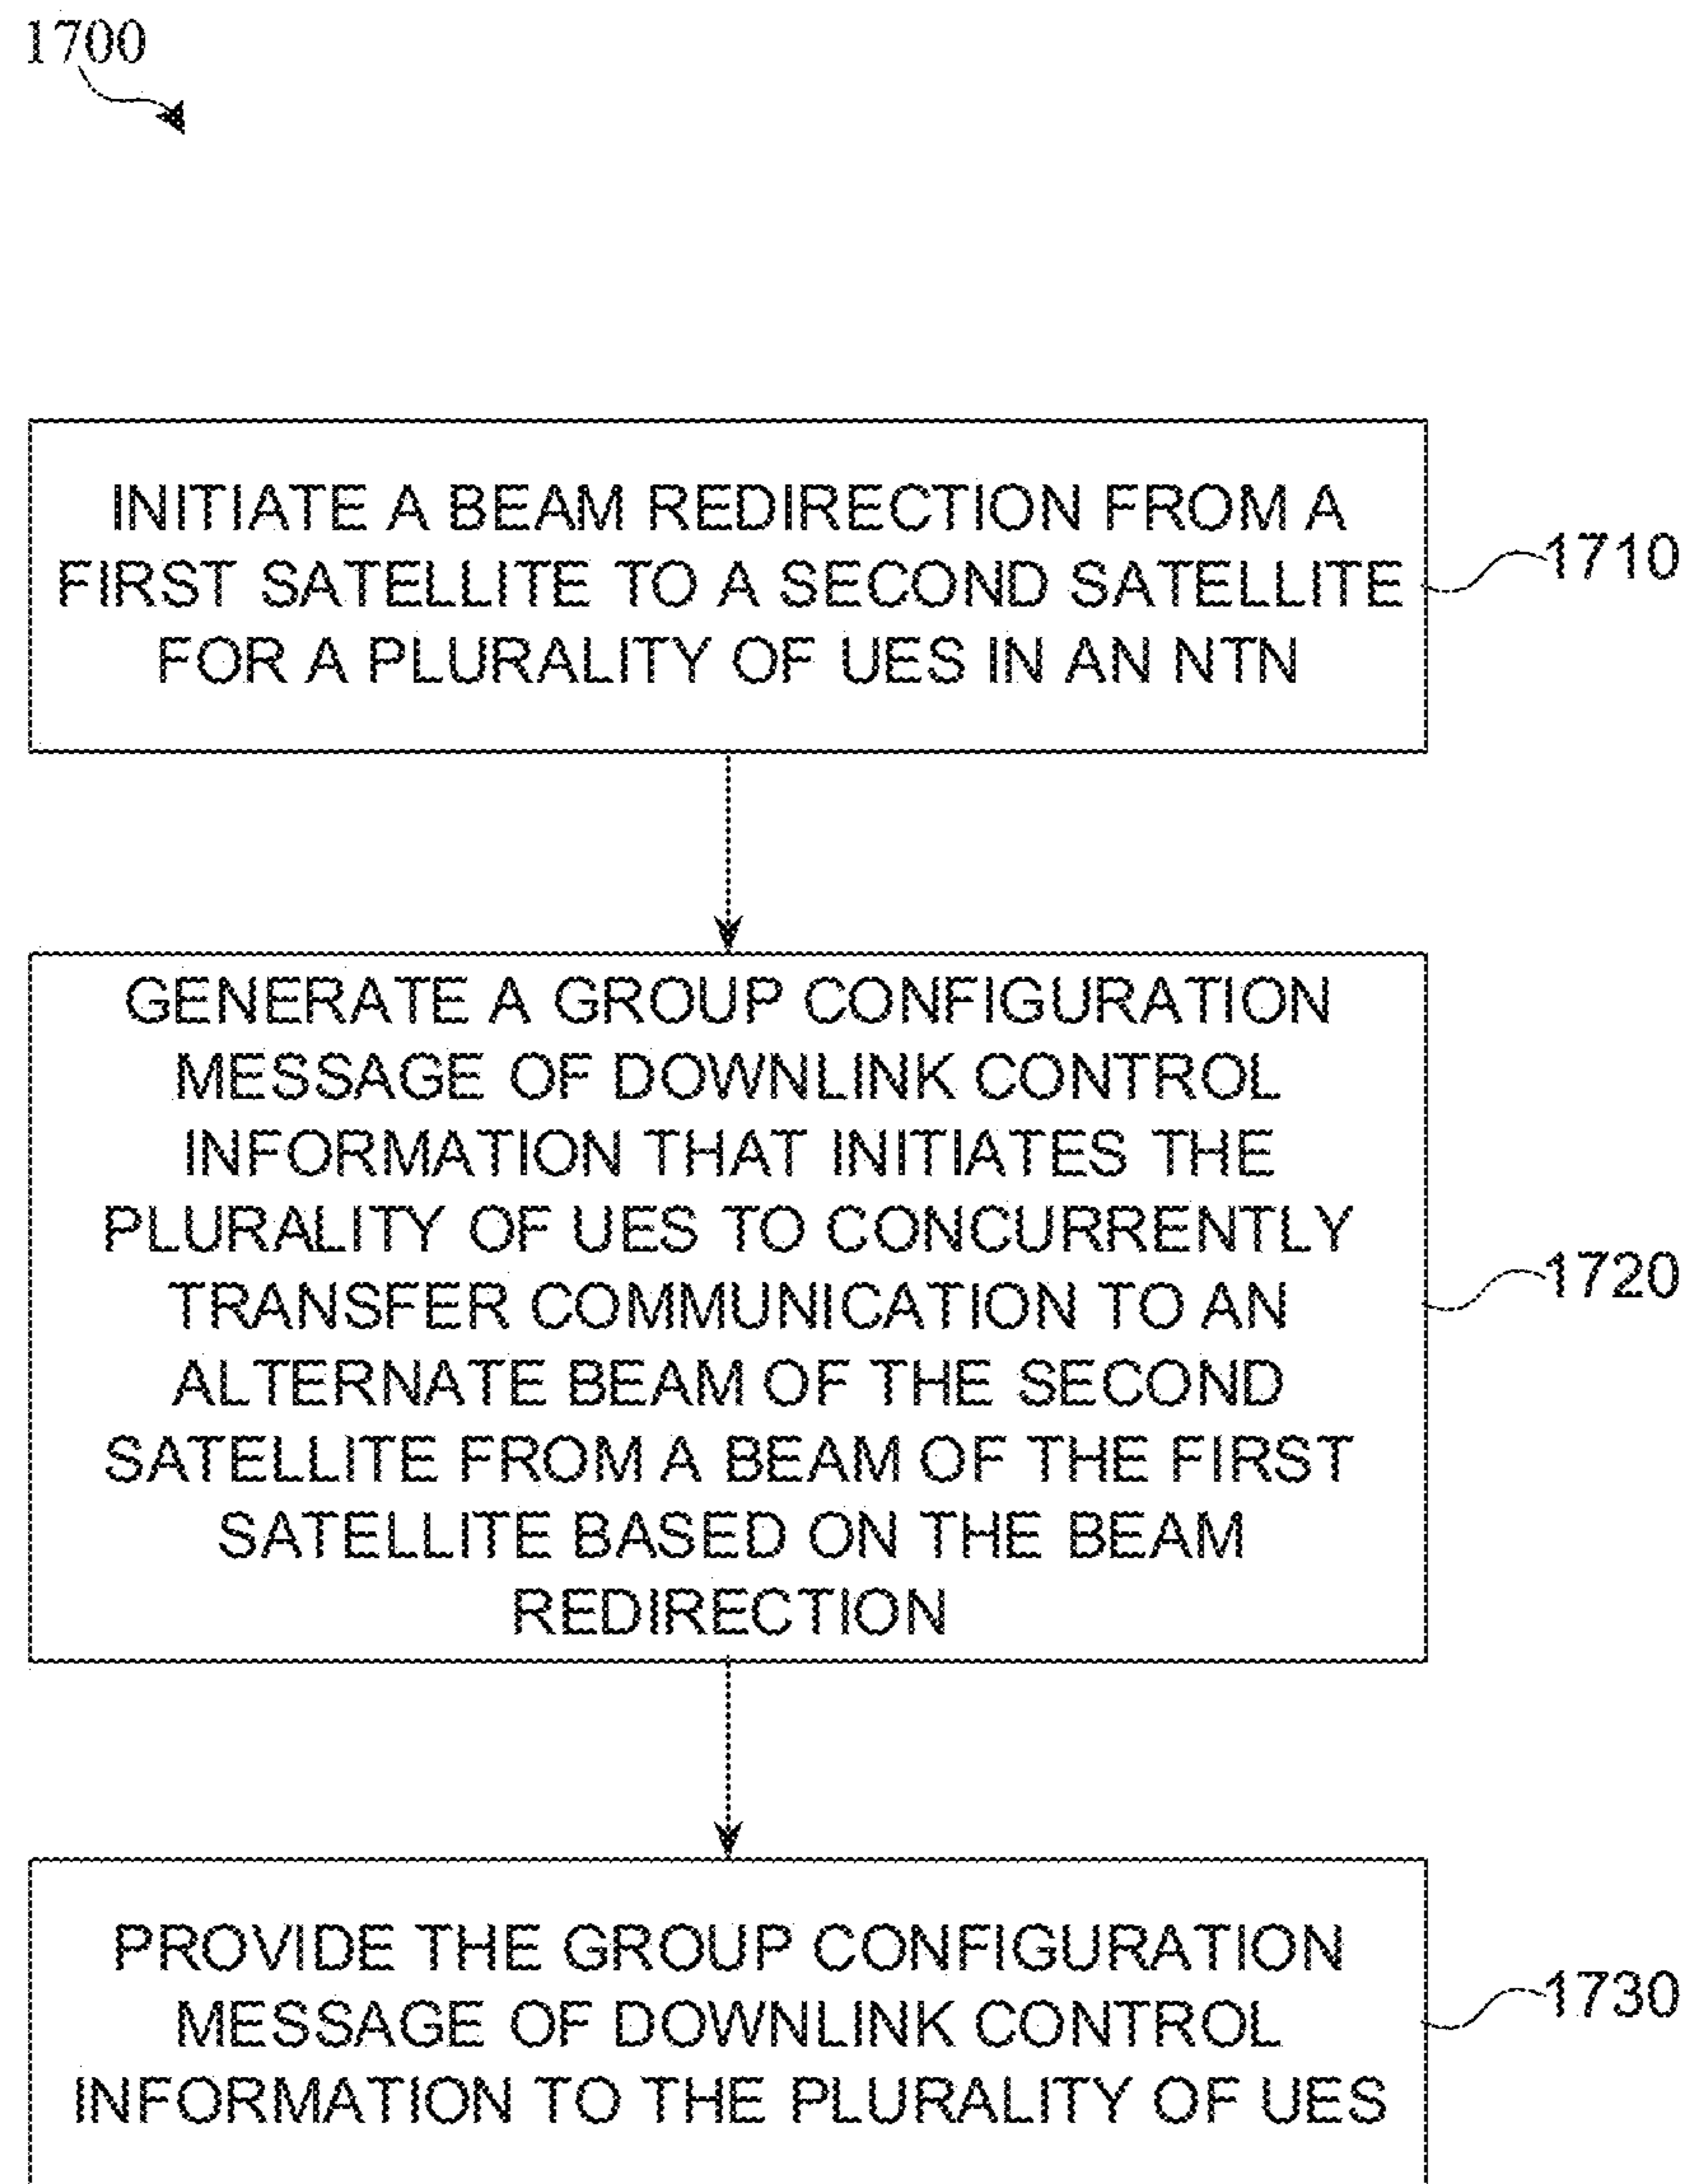 1700
INITIATE A BEAM REDIRECTION FROM A
FIRST SATELLITE TO A SECOND SATELLITE
FOR A PLURALITY OF UES IN AN NTN
1710
GENERATE A GROUP CONFIGURATION
MESSAGE OF DOWNLINK CONTROL
INFORMATION THAT INITIATES THE
PLURALITY OF UES TO CONCURRENTLY
TRANSFER COMMUNICATION TO AN
ALTERNATE BEAM OF THE SECOND
SATELLITE FROM A BEAM OF THE FIRST
SATELLITE BASED ON THE BEAM
REDIRECTION
1720
PROVIDE THE GROUP CONFIGURATION
MESSAGE OF DOWNLINK CONTROL
INFORMATION TO THE PLURALITY OF UES
1730